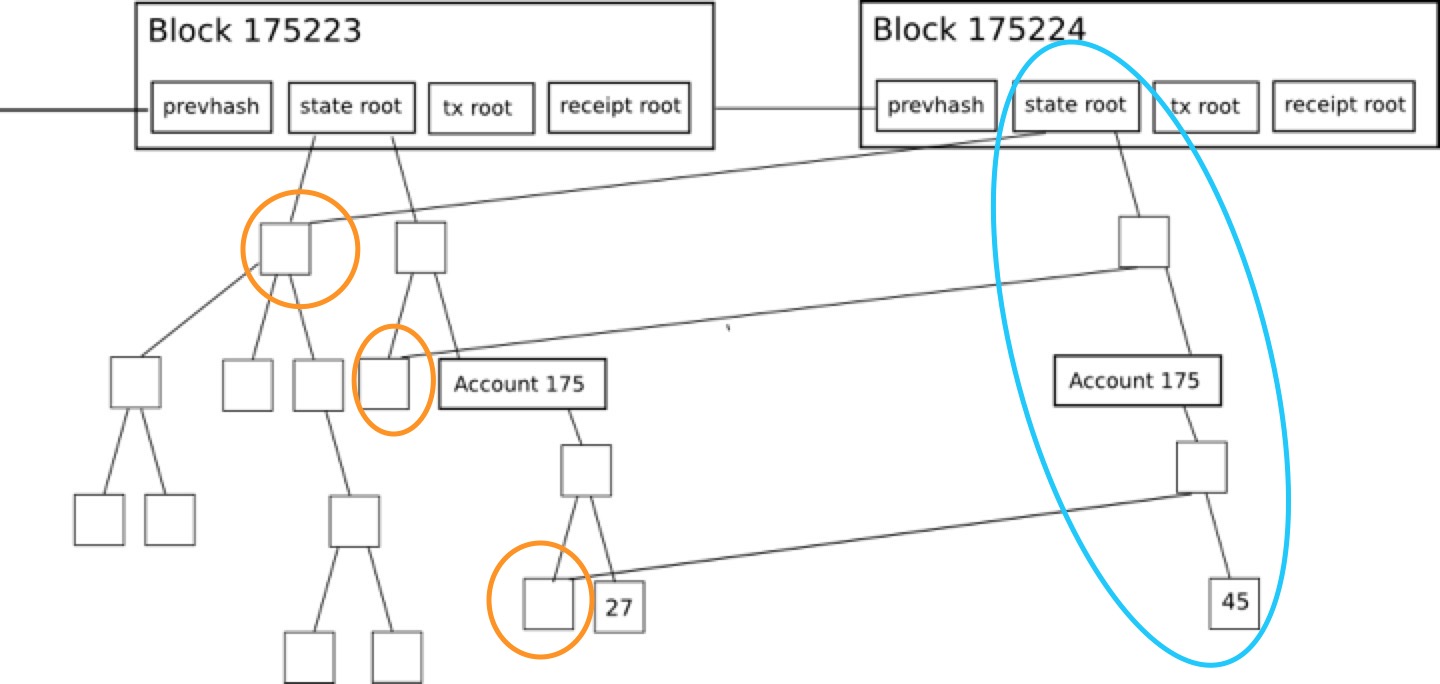 Block 175223
prevhash
state root
tx root
receipt root
Block 175224
prevhash
state root
tx root
receipt root
Account 175
27
Account 175
45